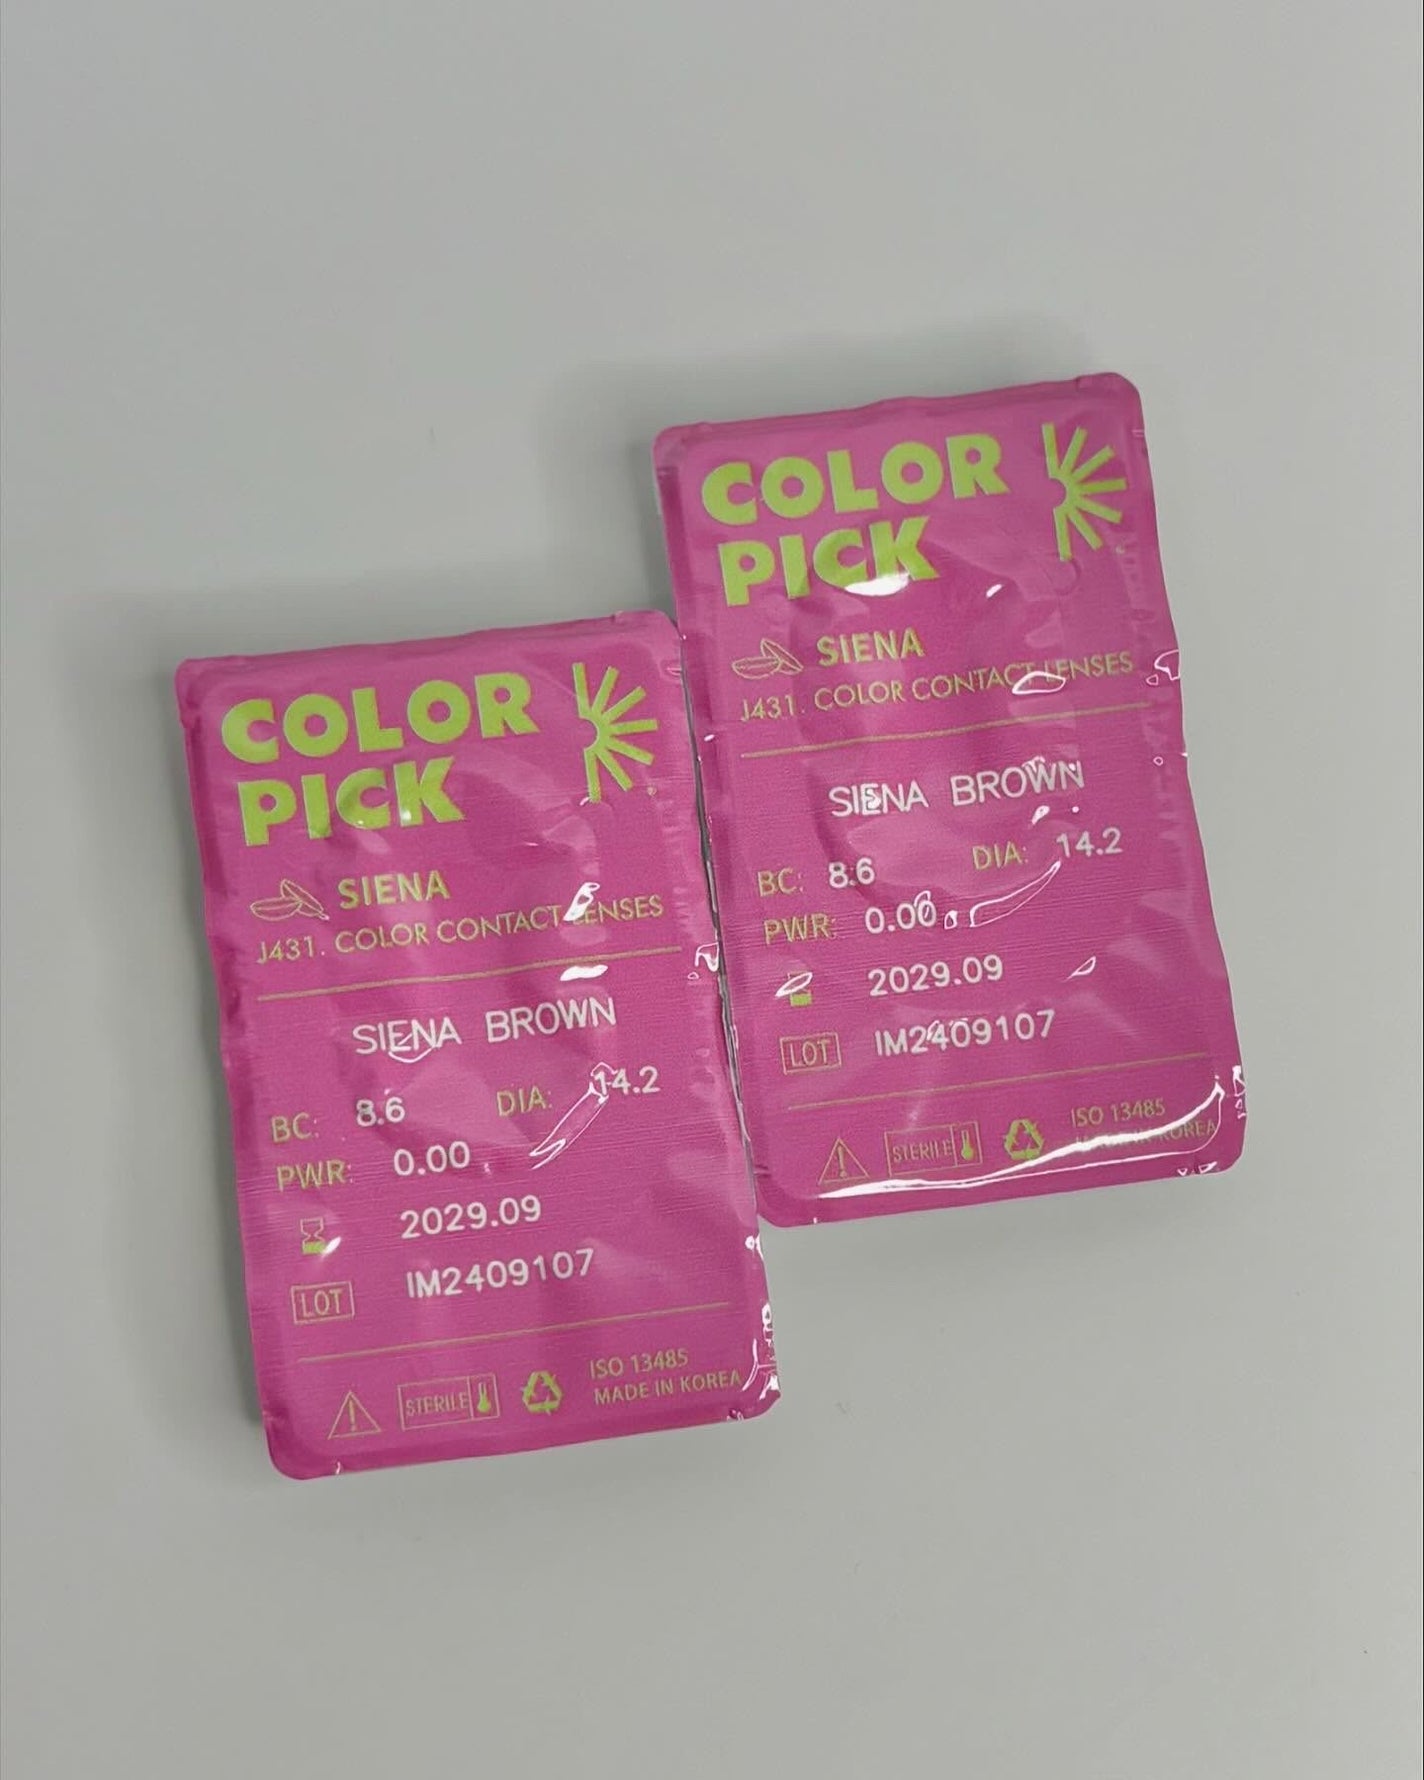 COLOR
PICK
SIENA
J431. COLOR CONTACT LENSES
SIENA BROWN
BC: 8.6 DIA: 14.2
PWR: 0.00
2029.09
LOT IM2409107
STERILE
ISO 13485
MADE IN KOREA
COLOR
PICK
SIENA
J431. COLOR CONTACT LENSES
SIENA BROWN
BC: 8.6 DIA: 14.2
PWR: 0.00
2029.09
LOT IM2409107
STERILE
ISO 13485
KOREA